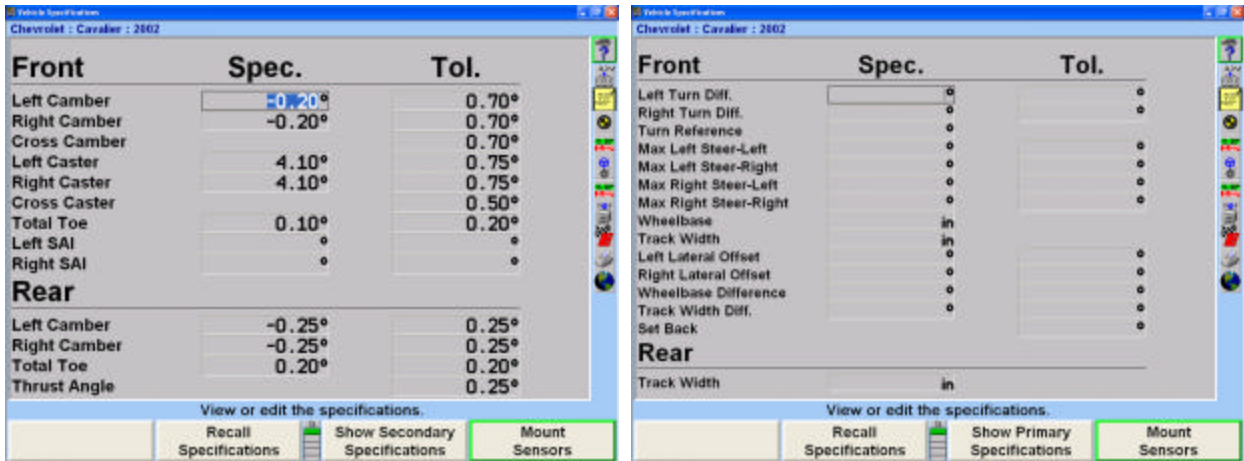 Vehicle Specifications
Chevrolet : Cavalier : 2002
Front Spec. Tol.
Left Camber -0.20° 0.70°
Right Camber -0.20° 0.70°
Cross Camber 0.70°
Left Caster 4.10° 0.75°
Right Caster 4.10° 0.75°
Cross Caster 0.50°
Total Toe 0.10° 0.20°
Left SAI ° °
Right SAI ° °
Rear
Left Camber -0.25° 0.25°
Right Camber -0.25° 0.25°
Total Toe 0.20° 0.20°
Thrust Angle 0.25°
View or edit the specifications.
Recall Specifications
Show Secondary Specifications
Mount Sensors
Vehicle Specifications
Chevrolet : Cavalier : 2002
Front Spec. Tol.
Left Turn Diff. ° °
Right Turn Diff. ° °
Turn Reference °
Max Left Steer-Left ° °
Max Left Steer-Right ° °
Max Right Steer-Left ° °
Max Right Steer-Right ° °
Wheelbase in
Track Width in
Left Lateral Offset ° °
Right Lateral Offset ° °
Wheelbase Difference ° °
Track Width Diff. ° °
Set Back °
Rear
Track Width in
View or edit the specifications.
Recall Specifications
Show Primary Specifications
Mount Sensors